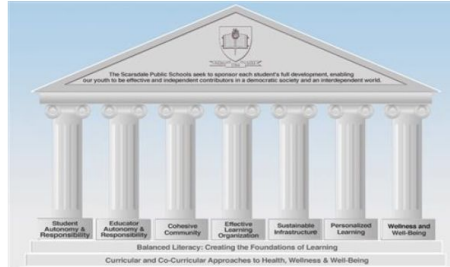 The Scarsdale Public Schools seek to sponsor each student's full development, enabling
our youth to be effective and independent contributors in a democratic society and an interdependent world.
Student
Autonomy &
Responsibility
Educator
Autonomy &
Responsibility
Cohesive
Community
Effective
Learning
Organization
Sustainable
Infrastructure
Personalized
Learning
Wellness and
Well-Being
Balanced Literacy: Creating the Foundations of Learning
Curricular and Co-Curricular Approaches to Health, Wellness & Well-Being